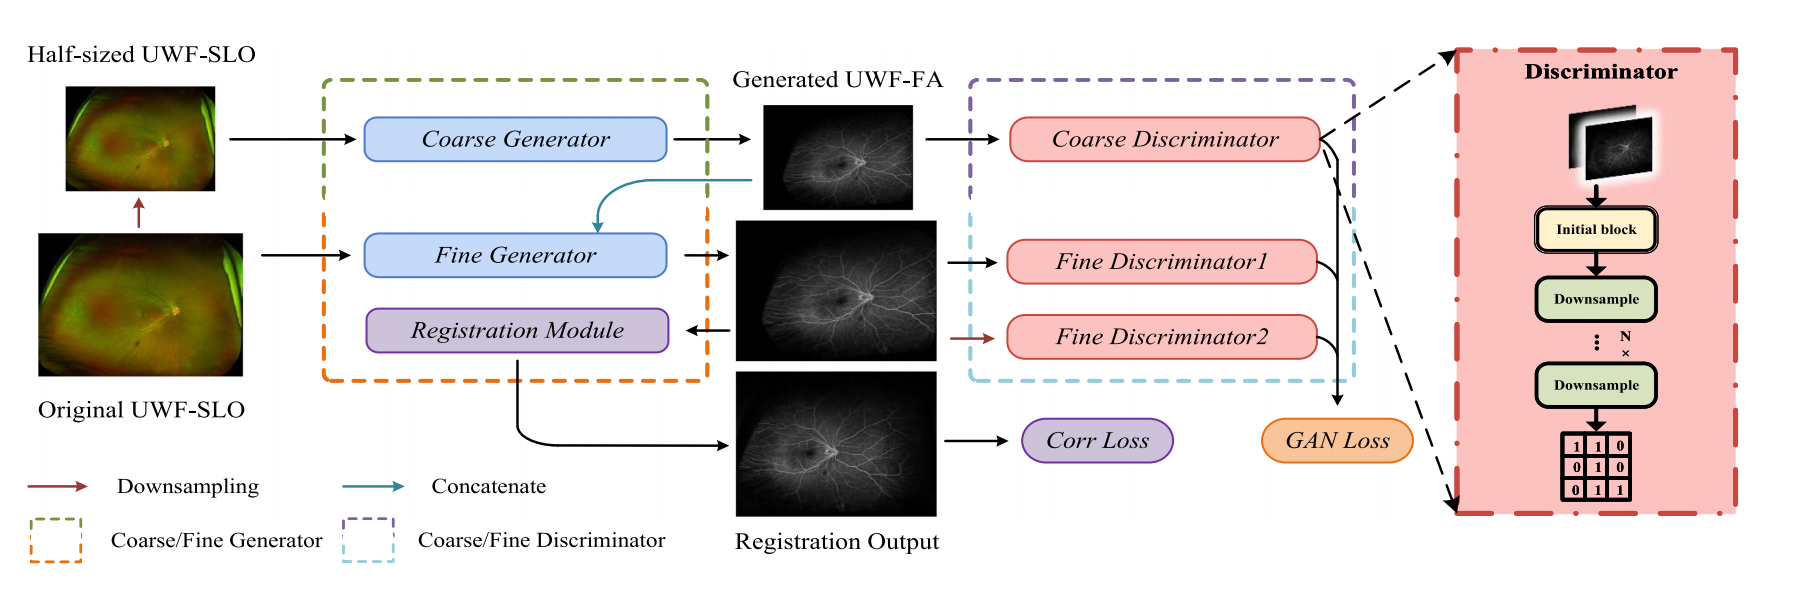 Half-sized UWF-SLO
Original UWF-SLO
Coarse Generator
Fine Generator
Registration Module
Generated UWF-FA
Registration Output
Coarse Discriminator
Fine Discriminator1
Fine Discriminator2
Corr Loss
GAN Loss
Discriminator
Initial block
Downsample
N
×
Downsample
1 1 0
0 1 0
0 1 1
Downsampling
Concatenate
Coarse/Fine Generator
Coarse/Fine Discriminator